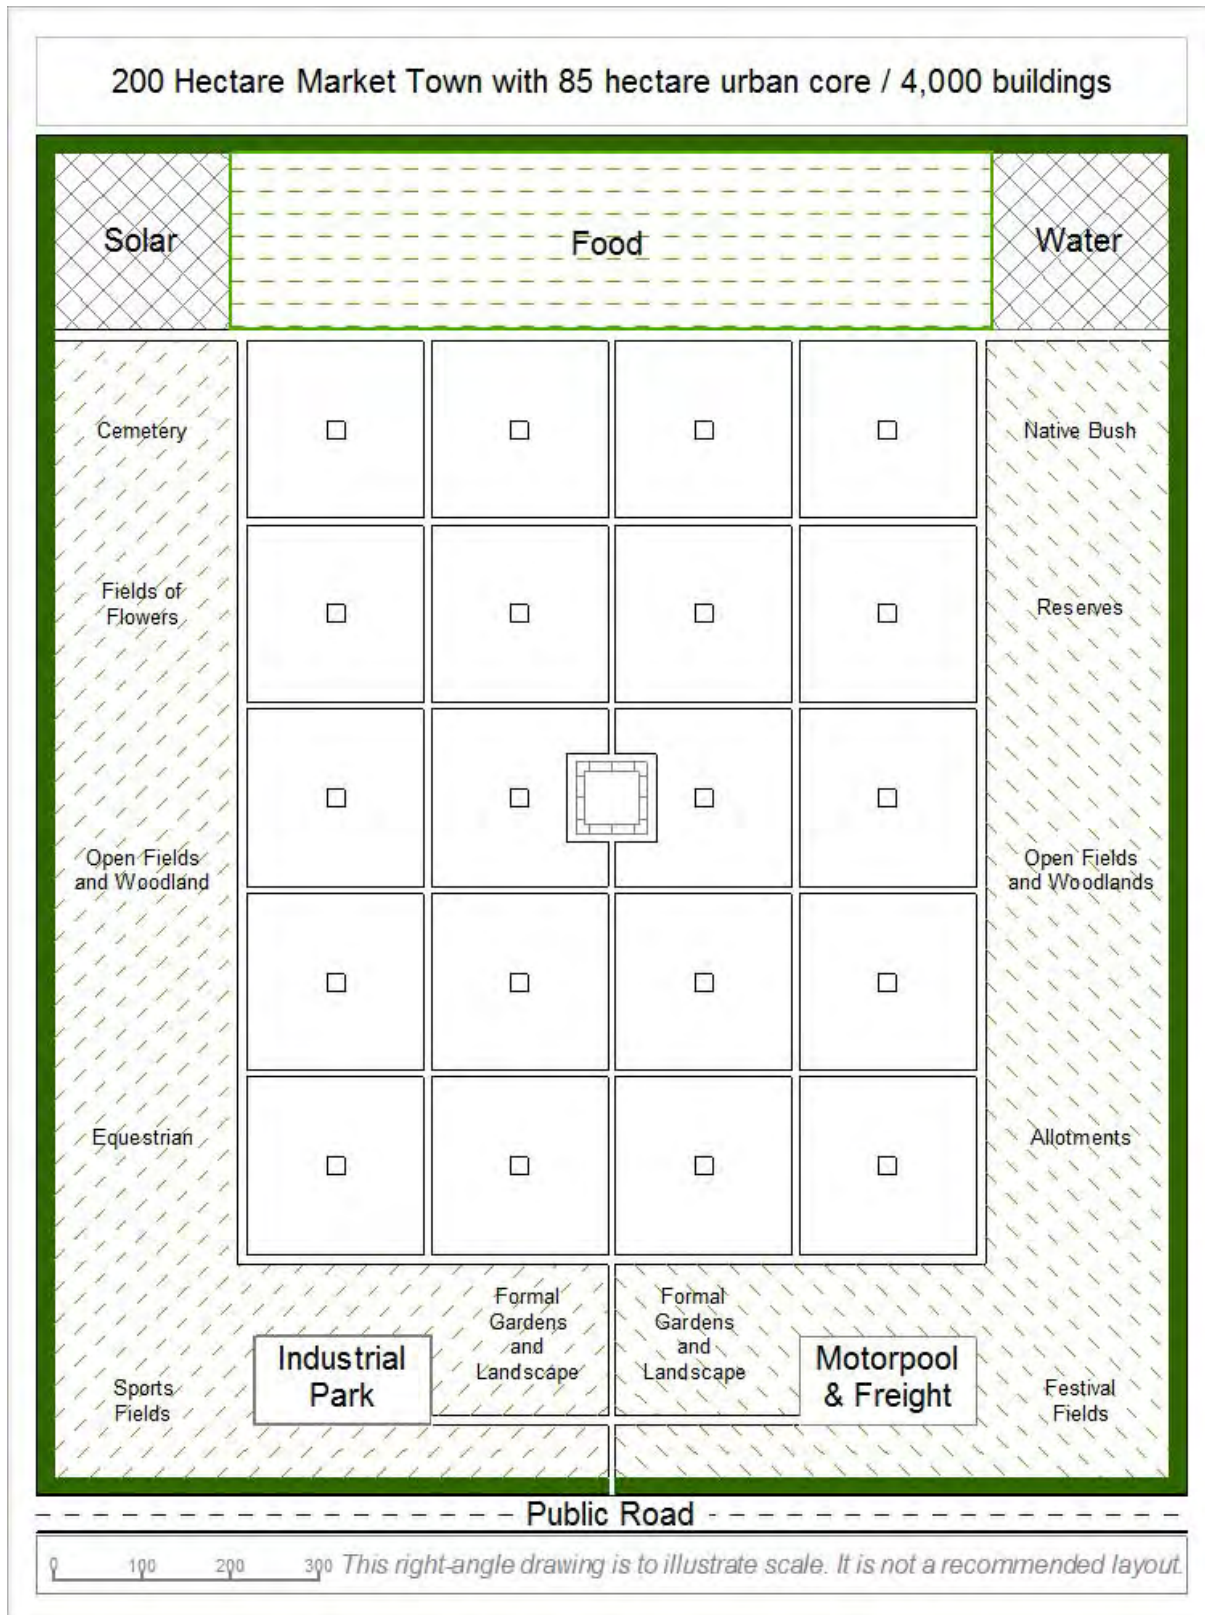 200 Hectare Market Town with 85 hectare urban core / 4,000 buildings
Solar
Food
Water
Cemetery
Native Bush
Fields of
Flowers
Reserves
Open Fields
and Woodland
Open Fields
and Woodlands
Equestrian
Allotments
Formal
Gardens
and
Landscape
Formal
Gardens
and
Landscape
Industrial
Park
Motorpool
& Freight
Sports
Fields
Festival
Fields
Public Road
0 100 200 300 This right-angle drawing is to illustrate scale. It is not a recommended layout.